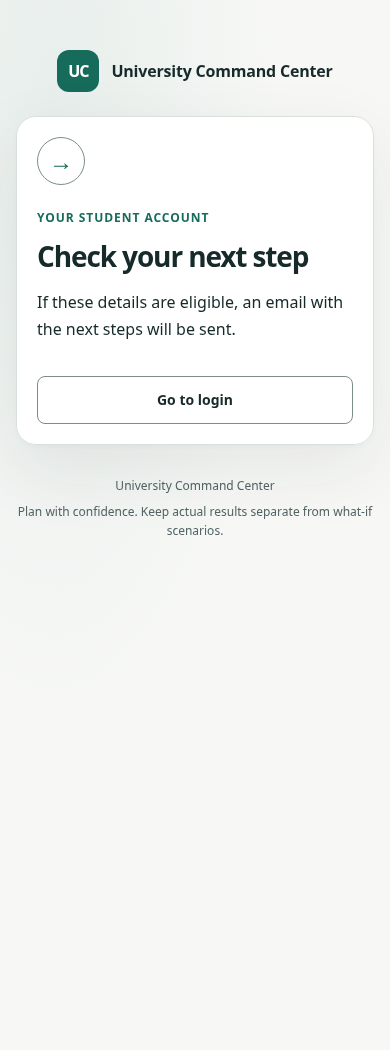 UC
University Command Center
→
YOUR STUDENT ACCOUNT
Check your next step
If these details are eligible, an email with
the next steps will be sent.
Go to login
University Command Center
Plan with confidence. Keep actual results separate from what-if
scenarios.